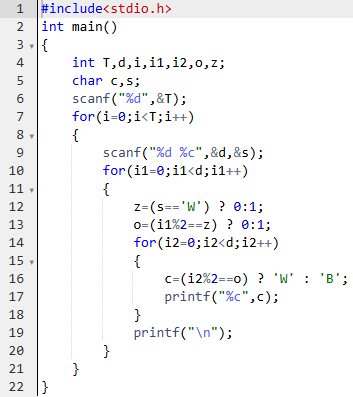 1 #include<stdio.h>
2 int main()
3 {
4 int T,d,i,i1,i2,o,z;
5 char c,s;
6 scanf("%d",&T);
7 for(i=0;i<T;i++)
8 {
9 scanf("%d %c",&d,&s);
10 for(i1=0;i1<d;i1++)
11 {
12 z=(s=='W') ? 0:1;
13 o=(i1%2==z) ? 0:1;
14 for(i2=0;i2<d;i2++)
15 {
16 c=(i2%2==o) ? 'W' : 'B';
17 printf("%c",c);
18 }
19 printf("\n");
20 }
21 }
22 }